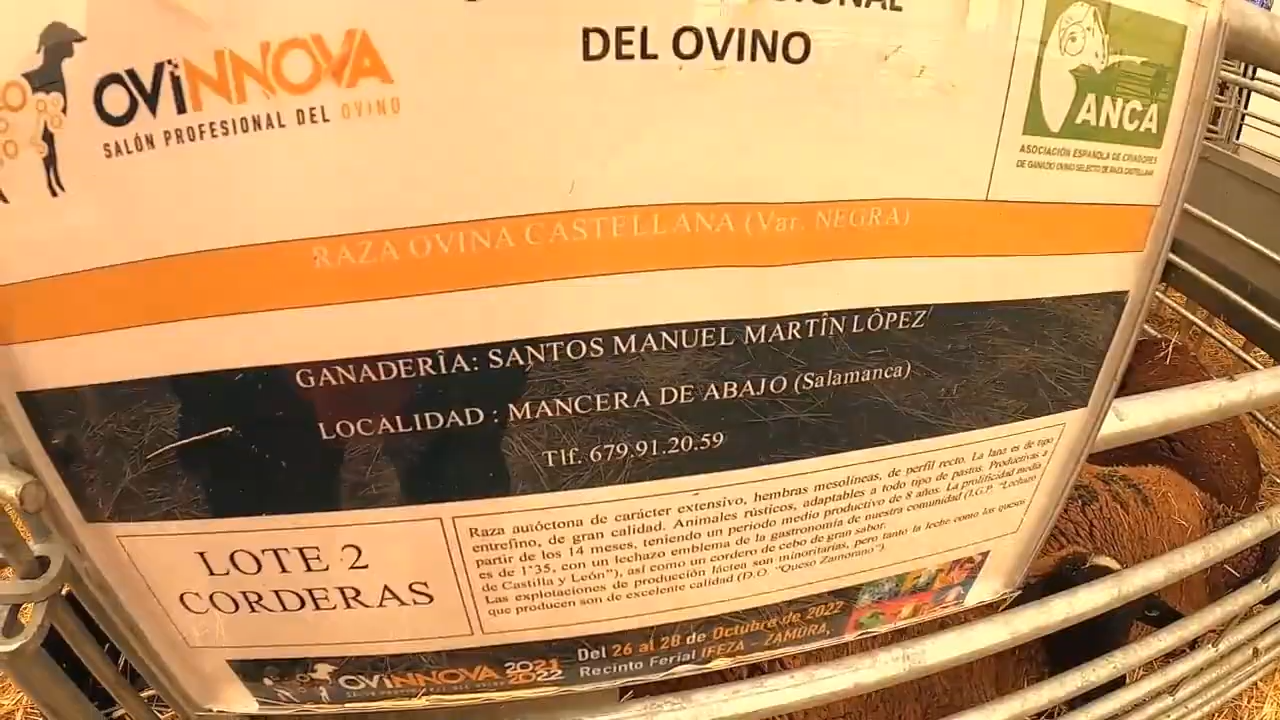 DEL OVINO
OVINNOVA
SALÓN PROFESIONAL DEL OVINO
ANCA
ASOCIACIÓN ESPAÑOLA DE CRIADORES
DE GANADO OVINO SELECTO DE RAZA CASTELLANA
RAZA OVINA CASTELLANA (Var. NEGRA)
GANADERÎA: SANTOS MANUEL MARTÎN LÔPEZ
LOCALIDAD : MANCERA DE ABAJO (Salamanca)
Tlf. 679.91.20.59
LOTE 2
CORDERAS
Raza autóctona de carácter extensivo, hembras mesolíneas, de perfil recto. La lana es de tipo
entrefino, de gran calidad. Animales rústicos, adaptables a todo tipo de pastos. Productivas a
partir de los 14 meses, teniendo un periodo medio productivo de 8 años. La prolificidad media
es de 1"35, con un lechazo emblema de la gastronomía de nuestra comunidad (I.G.P. "Lechazo
de Castilla y León"), así como un cordero de cebo de gran sabor.
Las explotaciones de producción láctea son minoritarias, pero tanto la leche como los quesos
que producen son de excelente calidad (D.O. "Queso Zamorano").
OVINNOVA 2021 2022
Del 26 al 28 de Octubre de 2022
Recinto Ferial IFEZA - ZAMORA,